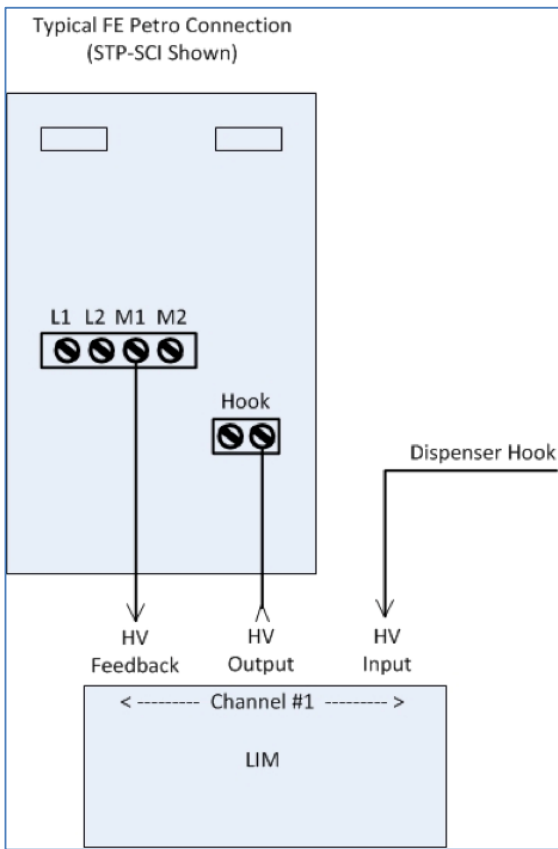 Typical FE Petro Connection
(STP-SCI Shown)
L1 L2 M1 M2
Hook
Dispenser Hook
HV Feedback
HV Output
HV Input
< --------- Channel #1 --------- >
LIM